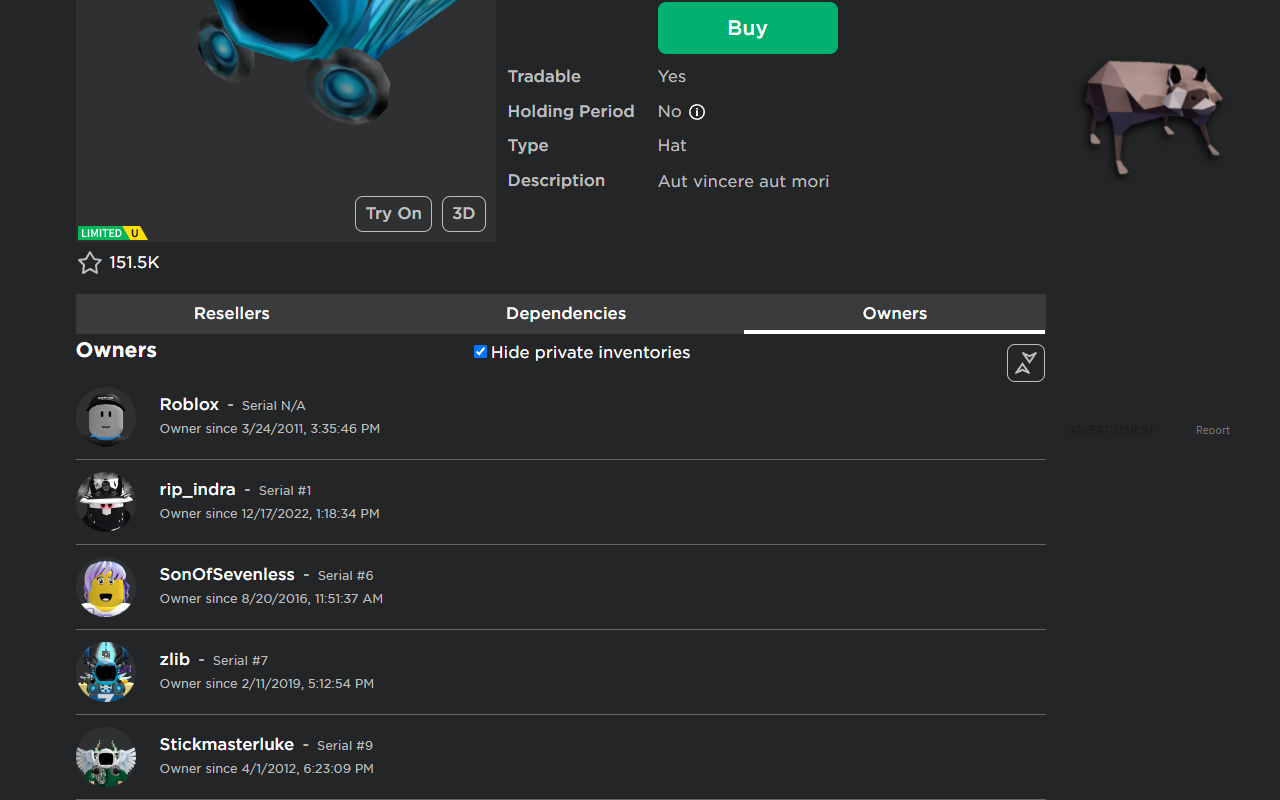 Buy
Tradable Yes
Holding Period No
Type Hat
Description Aut vincere aut mori
Try On 3D
LIMITED U
151.5K
Resellers Dependencies Owners
Owners Hide private inventories
Roblox - Serial N/A
Owner since 3/24/2011, 3:35:46 PM
ADVERTISEMENT Report
rip_indra - Serial #1
Owner since 12/17/2022, 1:18:34 PM
SonOfSevenless - Serial #6
Owner since 8/20/2016, 11:51:37 AM
zlib - Serial #7
Owner since 2/11/2019, 5:12:54 PM
Stickmasterluke - Serial #9
Owner since 4/1/2012, 6:23:09 PM